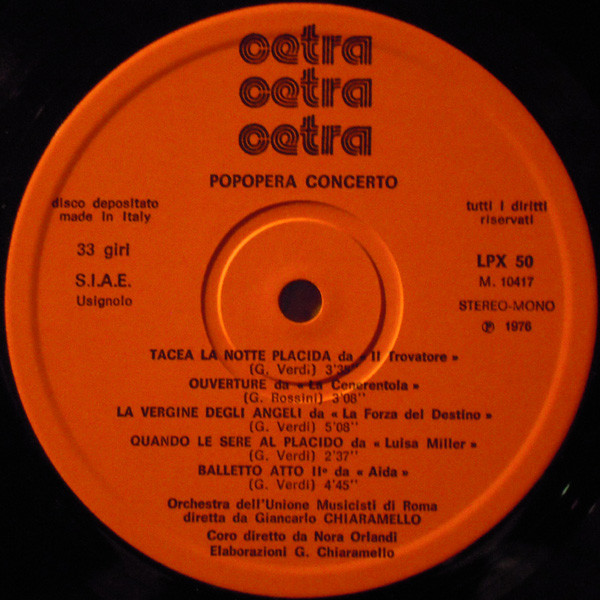 cetra
cetra
cetra
POPOPERA CONCERTO
disco depositato
made in Italy
tutti i diritti
riservati
33 giri
S.I.A.E.
Usignolo
LPX 50
M. 10417
STEREO-MONO
℗ 1976
TACEA LA NOTTE PLACIDA da « Il Trovatore »
(G. Verdi)
OUVERTURE da « La Cenerentola »
(G. Rossini) 3'08''
LA VERGINE DEGLI ANGELI da « La Forza del Destino »
(G. Verdi) 5'08''
QUANDO LE SERE AL PLACIDO da « Luisa Miller »
(G. Verdi) 2'37''
BALLETTO ATTO IIº da « Aida »
(G. Verdi) 4'45''
Orchestra dell'Unione Musicisti di Roma
diretta da Giancarlo CHIARAMELLO
Coro diretto da Nora Orlandi
Elaborazioni G. Chiaramello